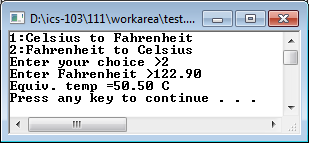 D:\ics-103\111\workarea\test....
1:Celsius to Fahrenheit
2:Fahrenheit to Celsius
Enter your choice >2
Enter Fahrenheit >122.90
Equiv. temp =50.50 C
Press any key to continue . . .